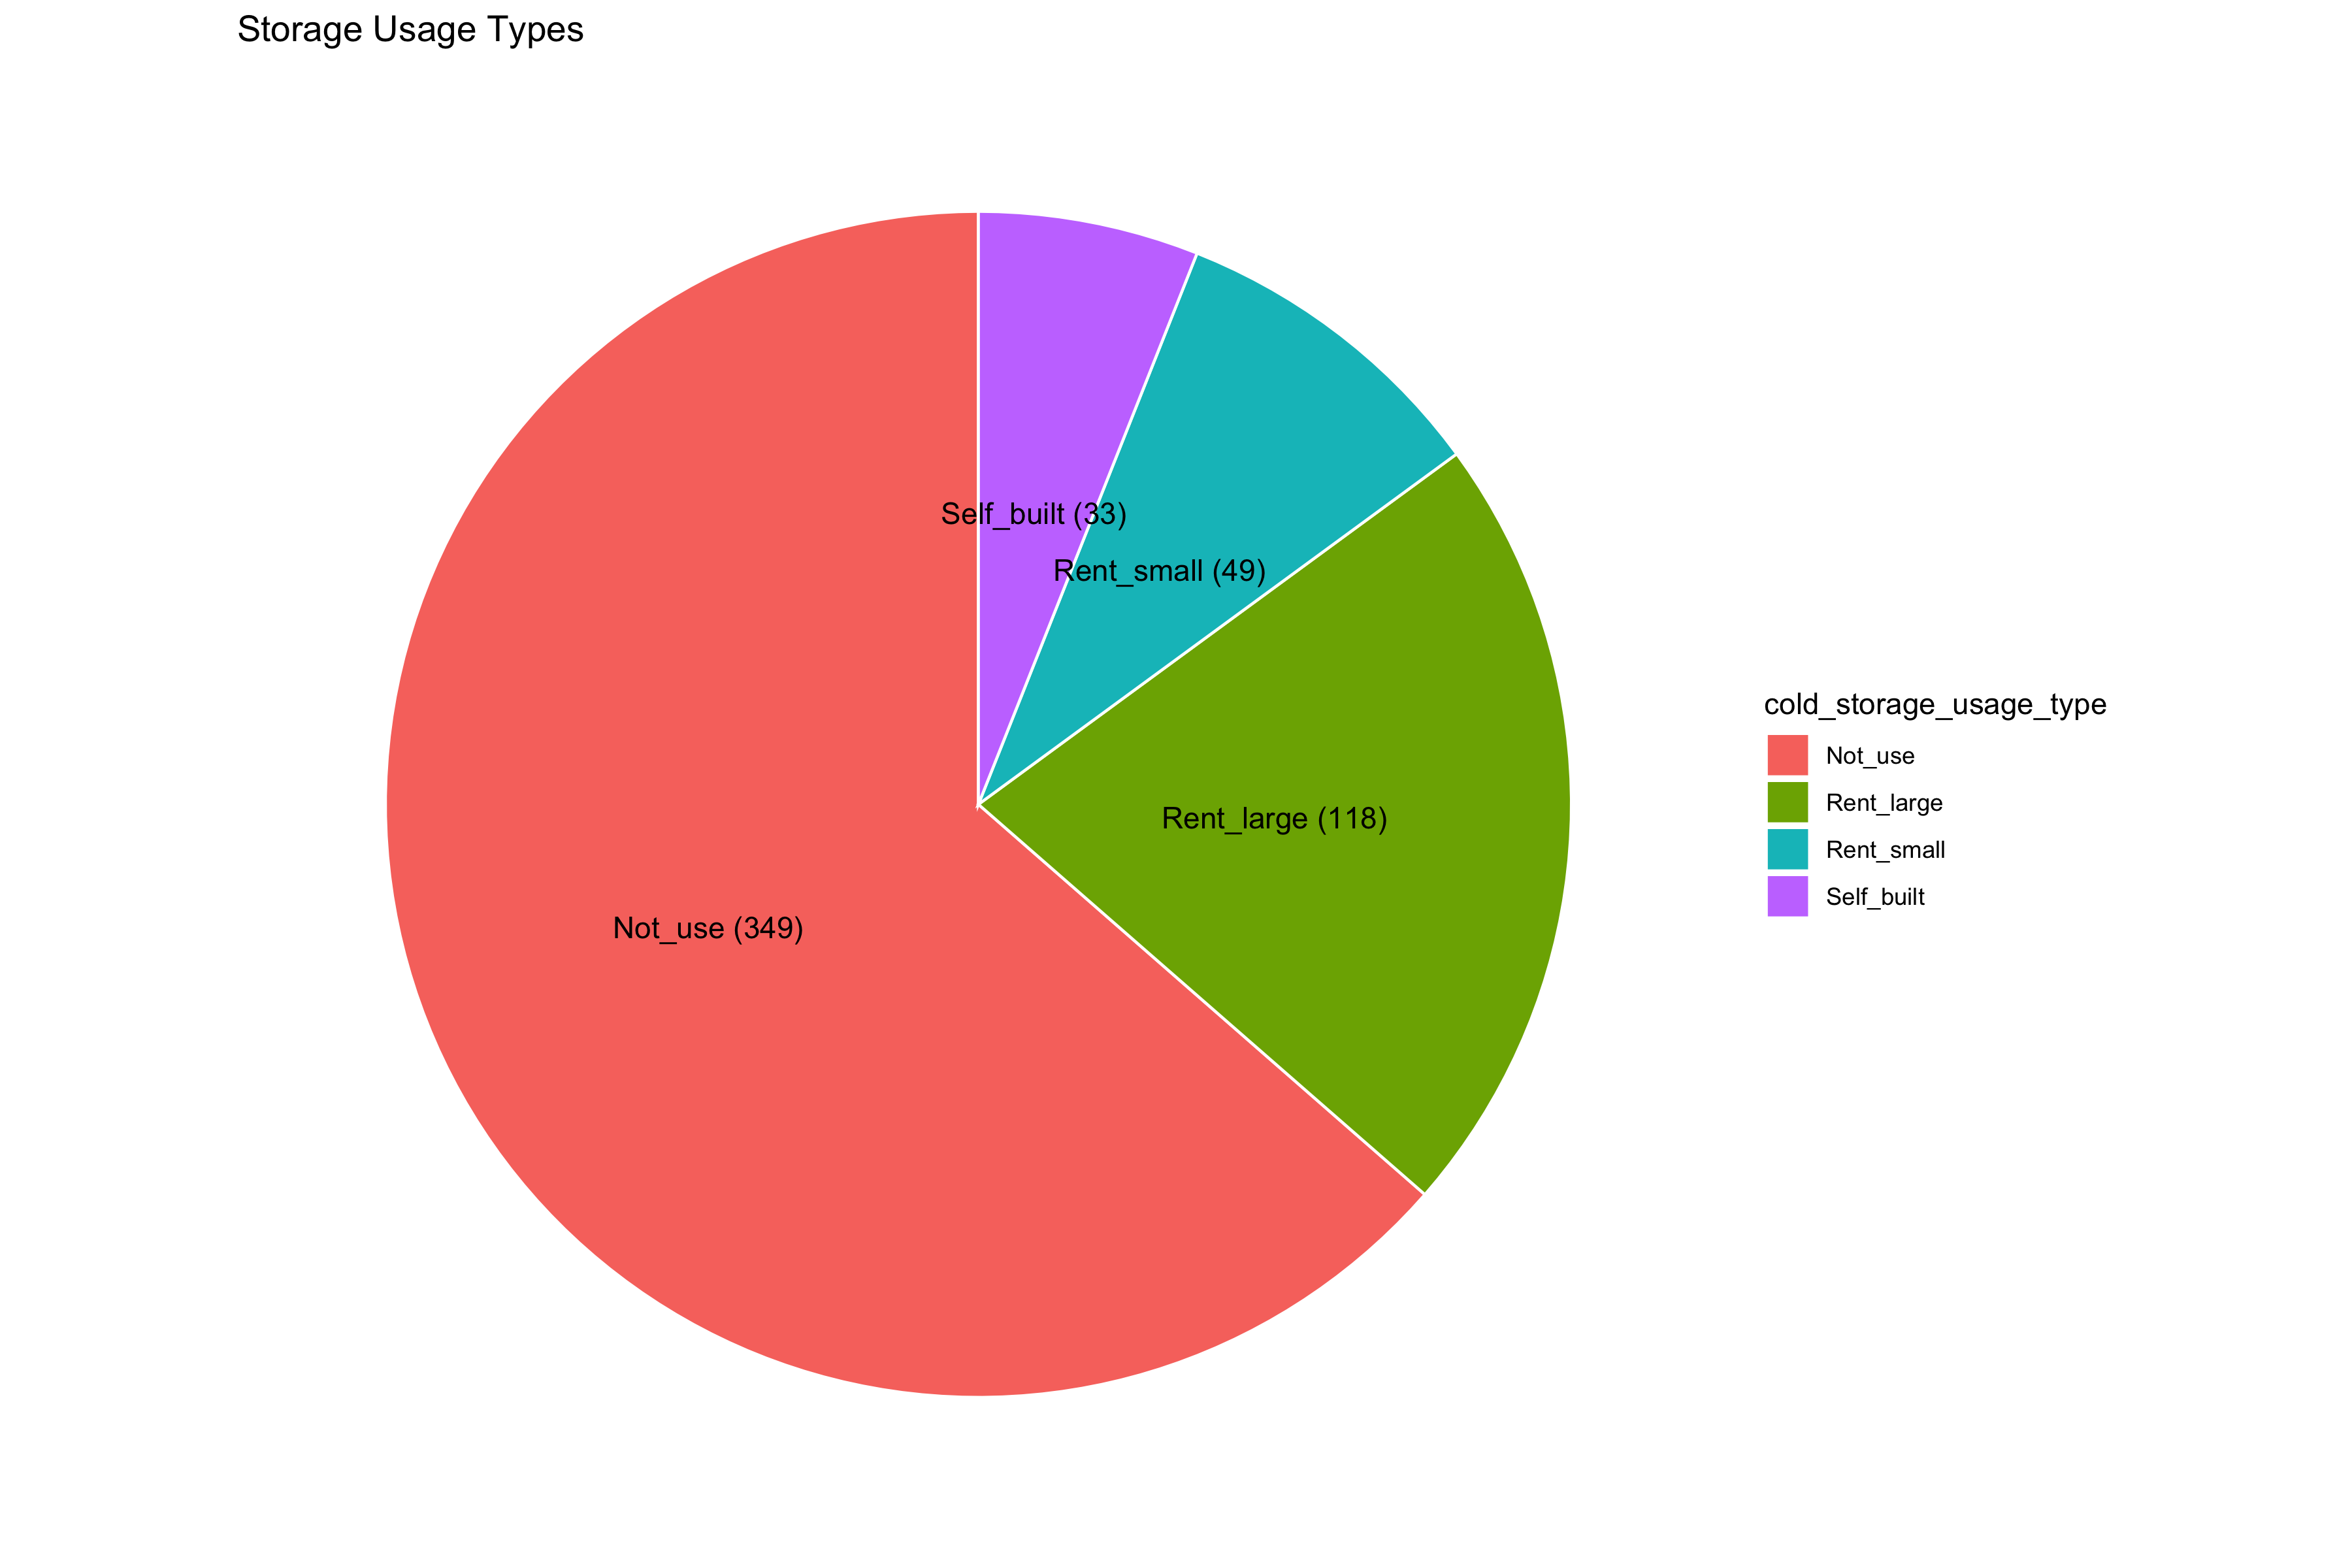 Storage Usage Types
Self_built (33)
Rent_small (49)
Rent_large (118)
Not_use (349)
cold_storage_usage_type
Not_use
Rent_large
Rent_small
Self_built